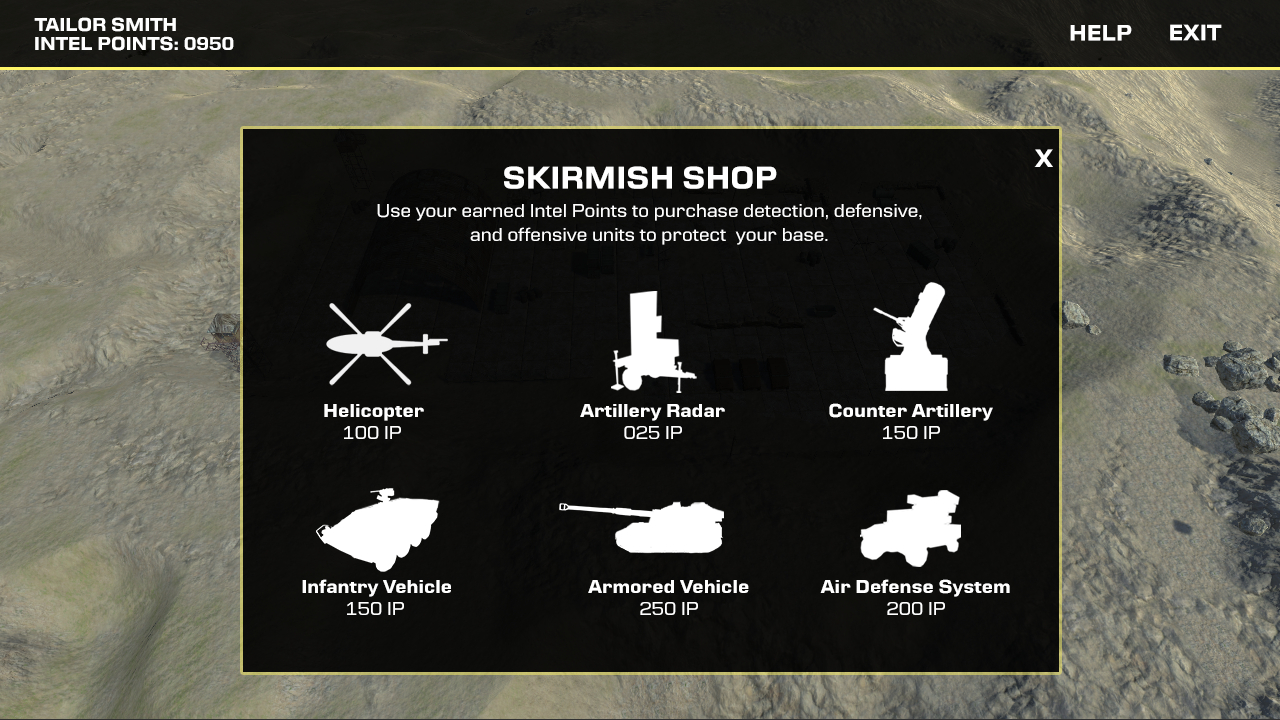 TAILOR SMITH
INTEL POINTS: 0950
HELP
EXIT
X
SKIRMISH SHOP
Use your earned Intel Points to purchase detection, defensive,
and offensive units to protect your base.
Helicopter
100 IP
Artillery Radar
025 IP
Counter Artillery
150 IP
Infantry Vehicle
150 IP
Armored Vehicle
250 IP
Air Defense System
200 IP